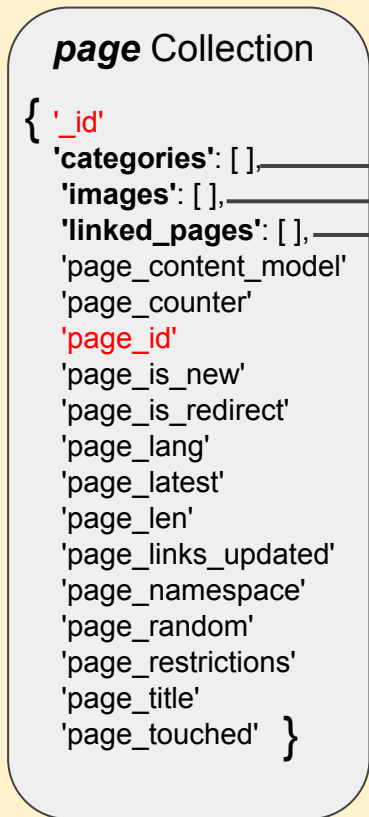 page Collection
{ '_id'
'categories': [ ],
'images': [ ],
'linked_pages': [ ],
'page_content_model'
'page_counter'
'page_id'
'page_is_new'
'page_is_redirect'
'page_lang'
'page_latest'
'page_len'
'page_links_updated'
'page_namespace'
'page_random'
'page_restrictions'
'page_title'
'page_touched' }